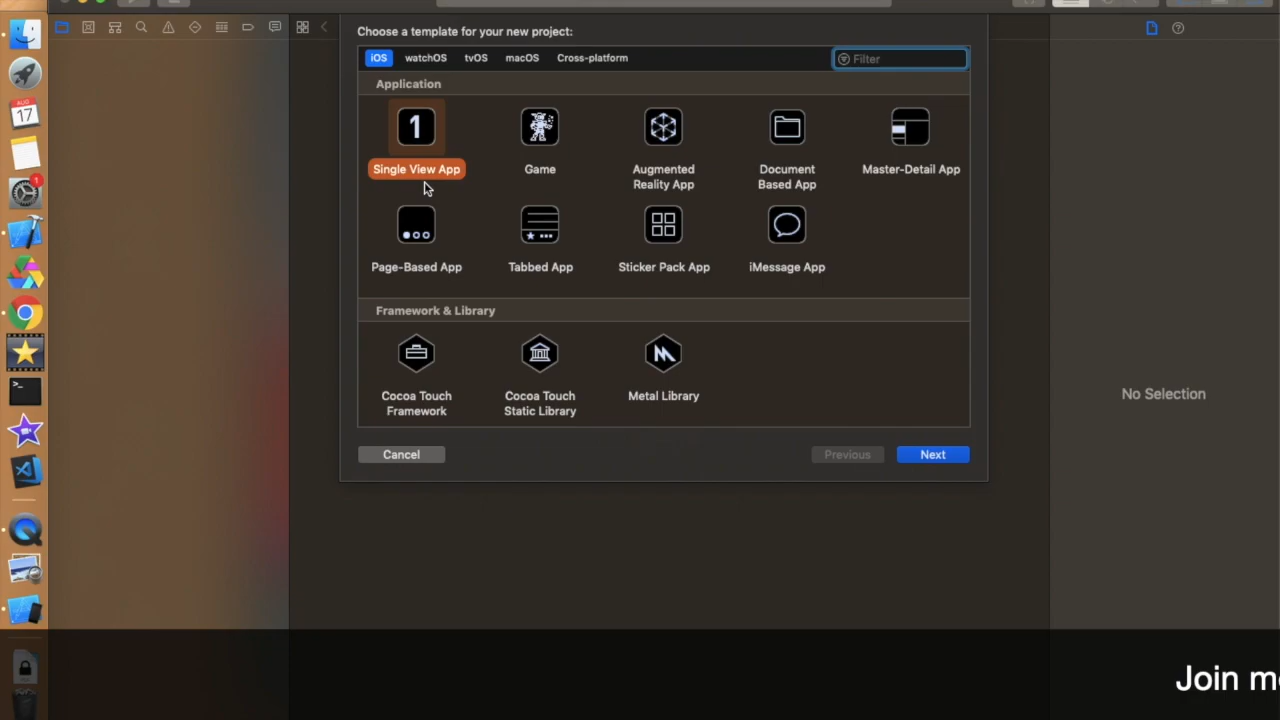 Choose a template for your new project:
iOS watchOS tvOS macOS Cross-platform Filter
Application
1
Single View App Game Augmented Reality App Document Based App Master-Detail App
Page-Based App Tabbed App Sticker Pack App iMessage App
Framework & Library
Cocoa Touch Framework Cocoa Touch Static Library Metal Library
Cancel Previous Next
No Selection
AUG
17
1
Join m